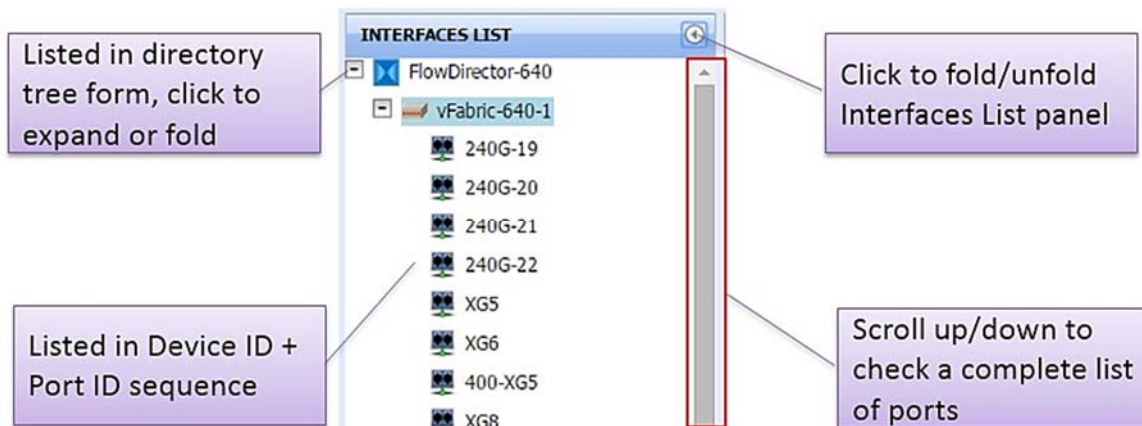 INTERFACES LIST
Listed in directory
tree form, click to
expand or fold
FlowDirector-640
vFabric-640-1
240G-19
240G-20
240G-21
240G-22
XG5
XG6
400-XG5
XG8
Click to fold/unfold
Interfaces List panel
Listed in Device ID +
Port ID sequence
Scroll up/down to
check a complete list
of ports